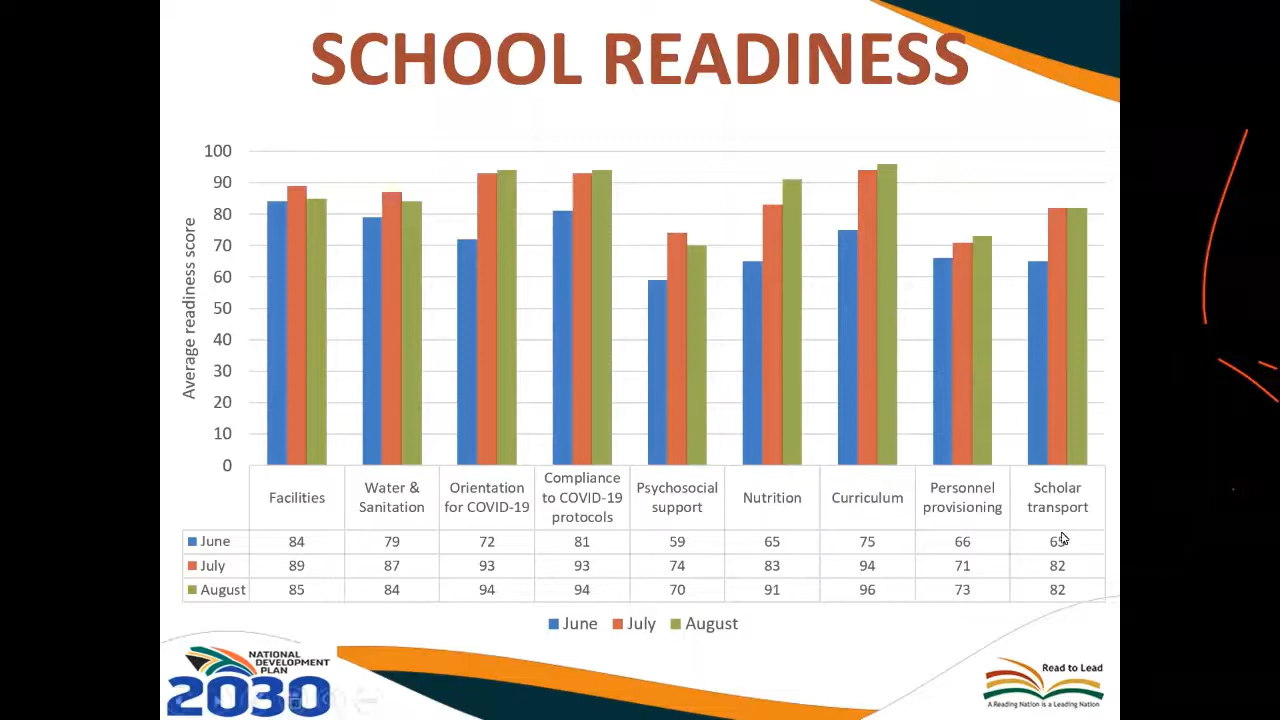 SCHOOL READINESS
Average readiness score
100
90
80
70
60
50
40
30
20
10
0
Facilities
Water &
Sanitation
Orientation
for COVID-19
Compliance
to COVID-19
protocols
Psychosocial
support
Nutrition
Curriculum
Personnel
provisioning
Scholar
transport
June 84 79 72 81 59 65 75 66 65
July 89 87 93 93 74 83 94 71 82
August 85 84 94 94 70 91 96 73 82
June July August
NATIONAL
DEVELOPMENT
PLAN
2030
Read to Lead
A Reading Nation is a Leading Nation